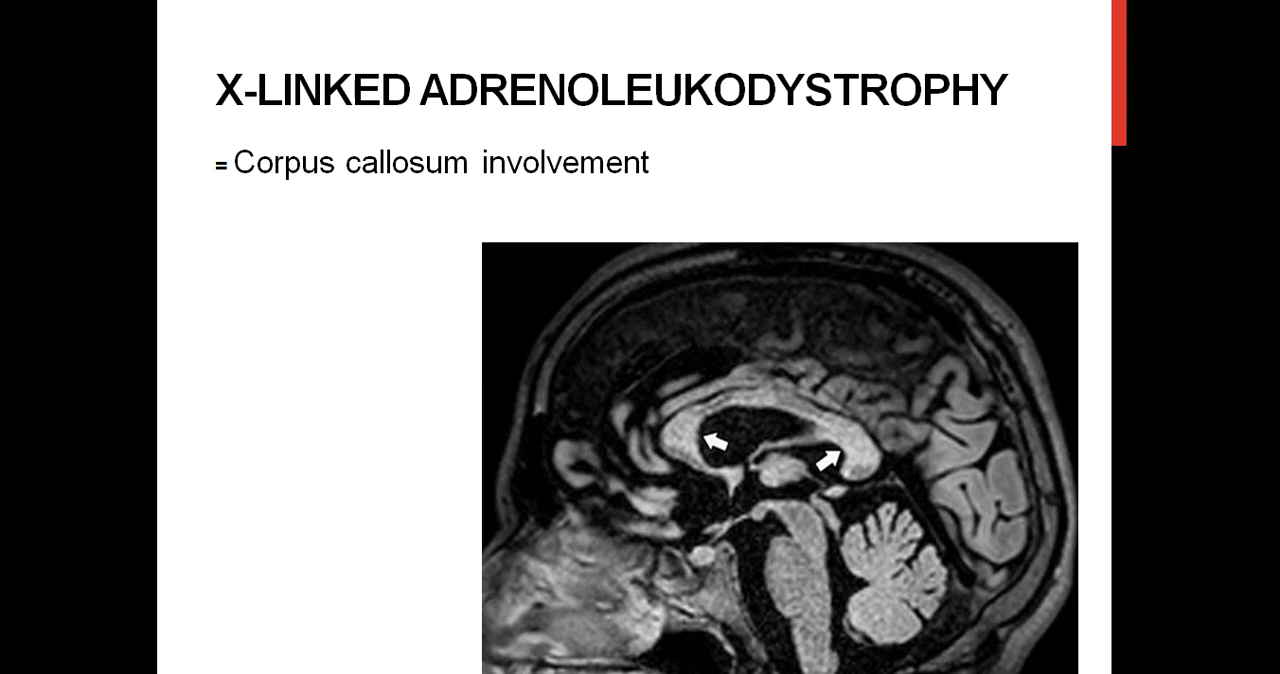 X-LINKED ADRENOLEUKODYSTROPHY
= Corpus callosum involvement